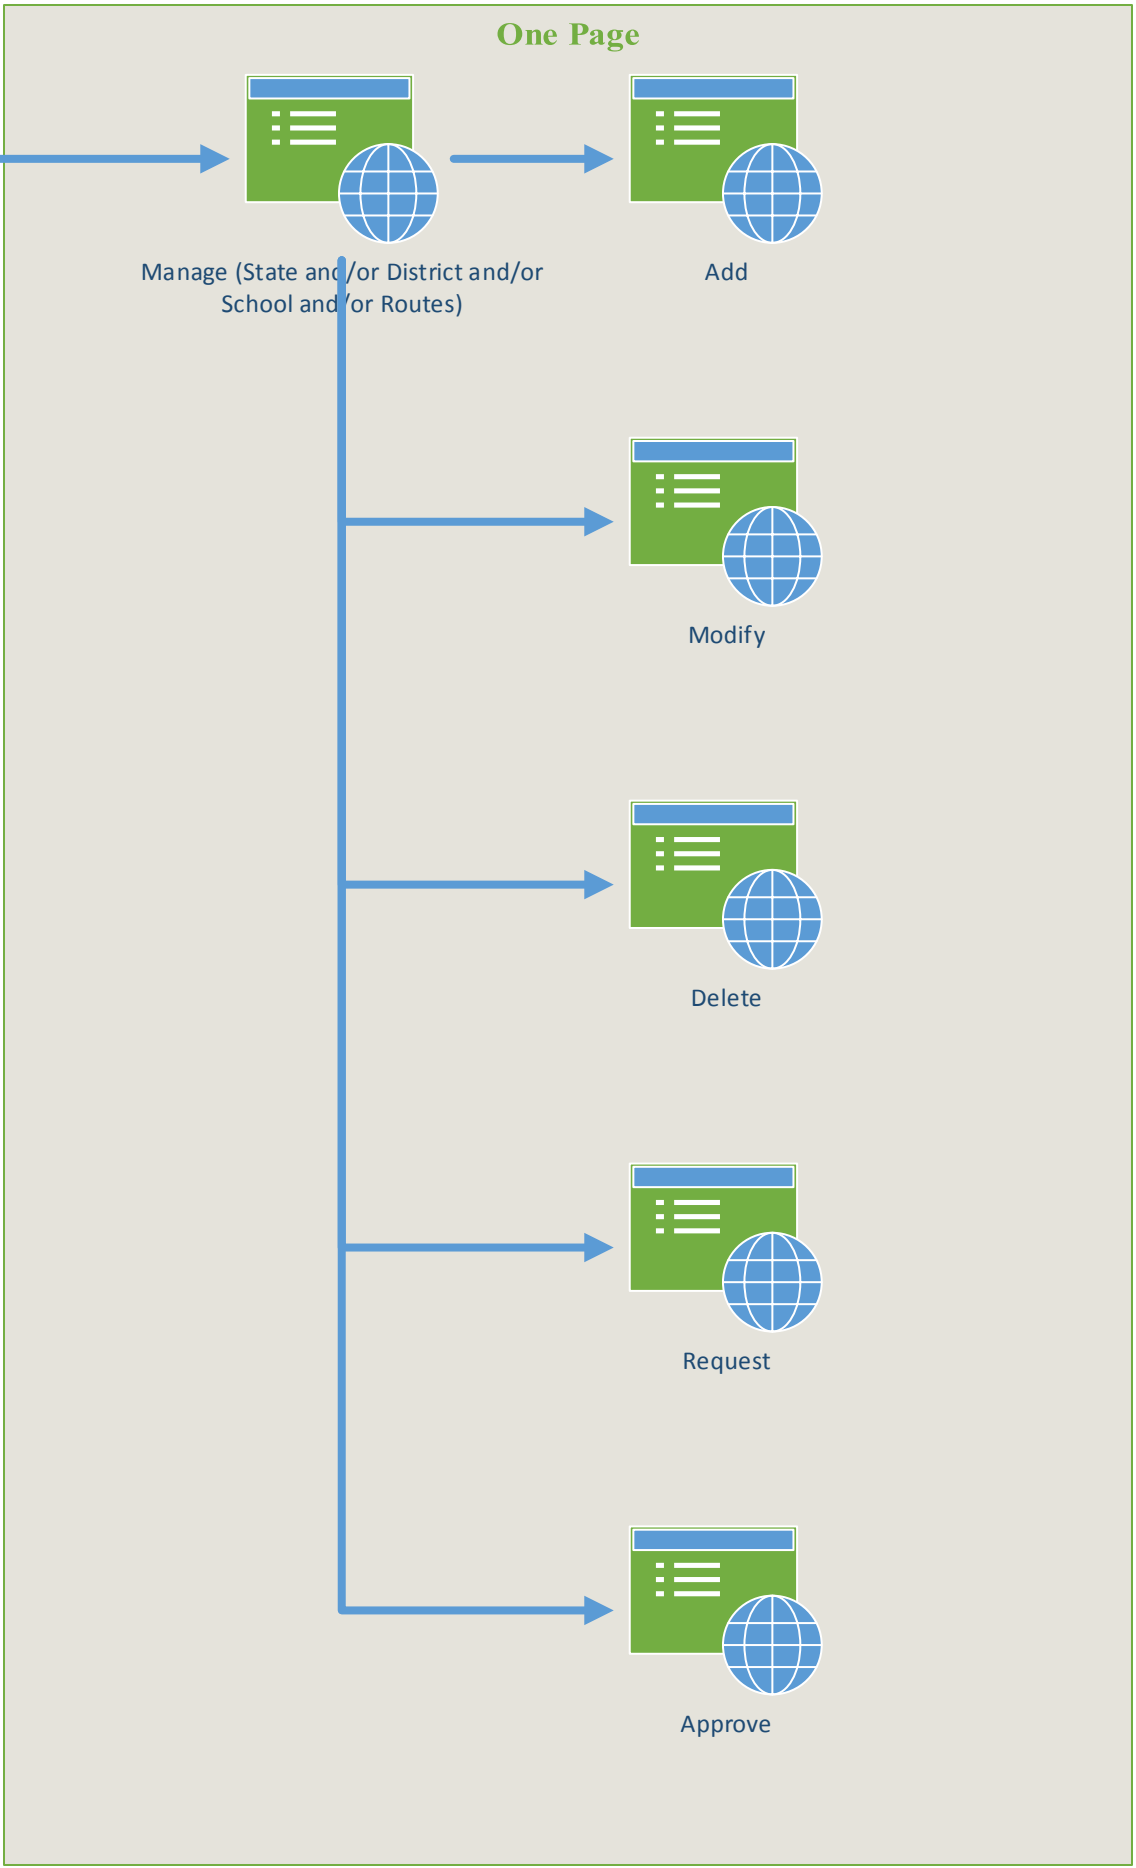 One Page
Manage (State and/or District and/or
School and/or Routes)
Add
Modify
Delete
Request
Approve